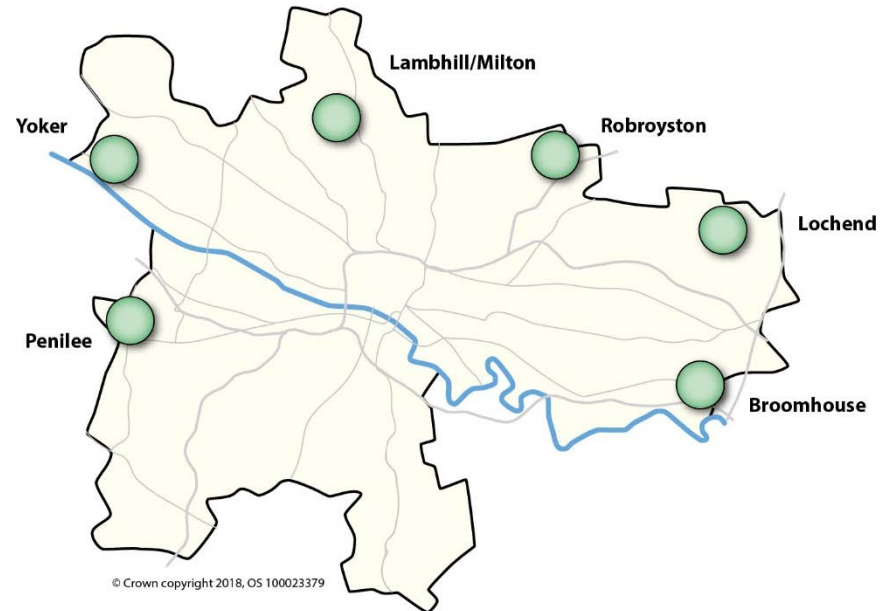 Lambhill/Milton
Yoker
Robroyston
Lochend
Penilee
Broomhouse
© Crown copyright 2018, OS 100023379